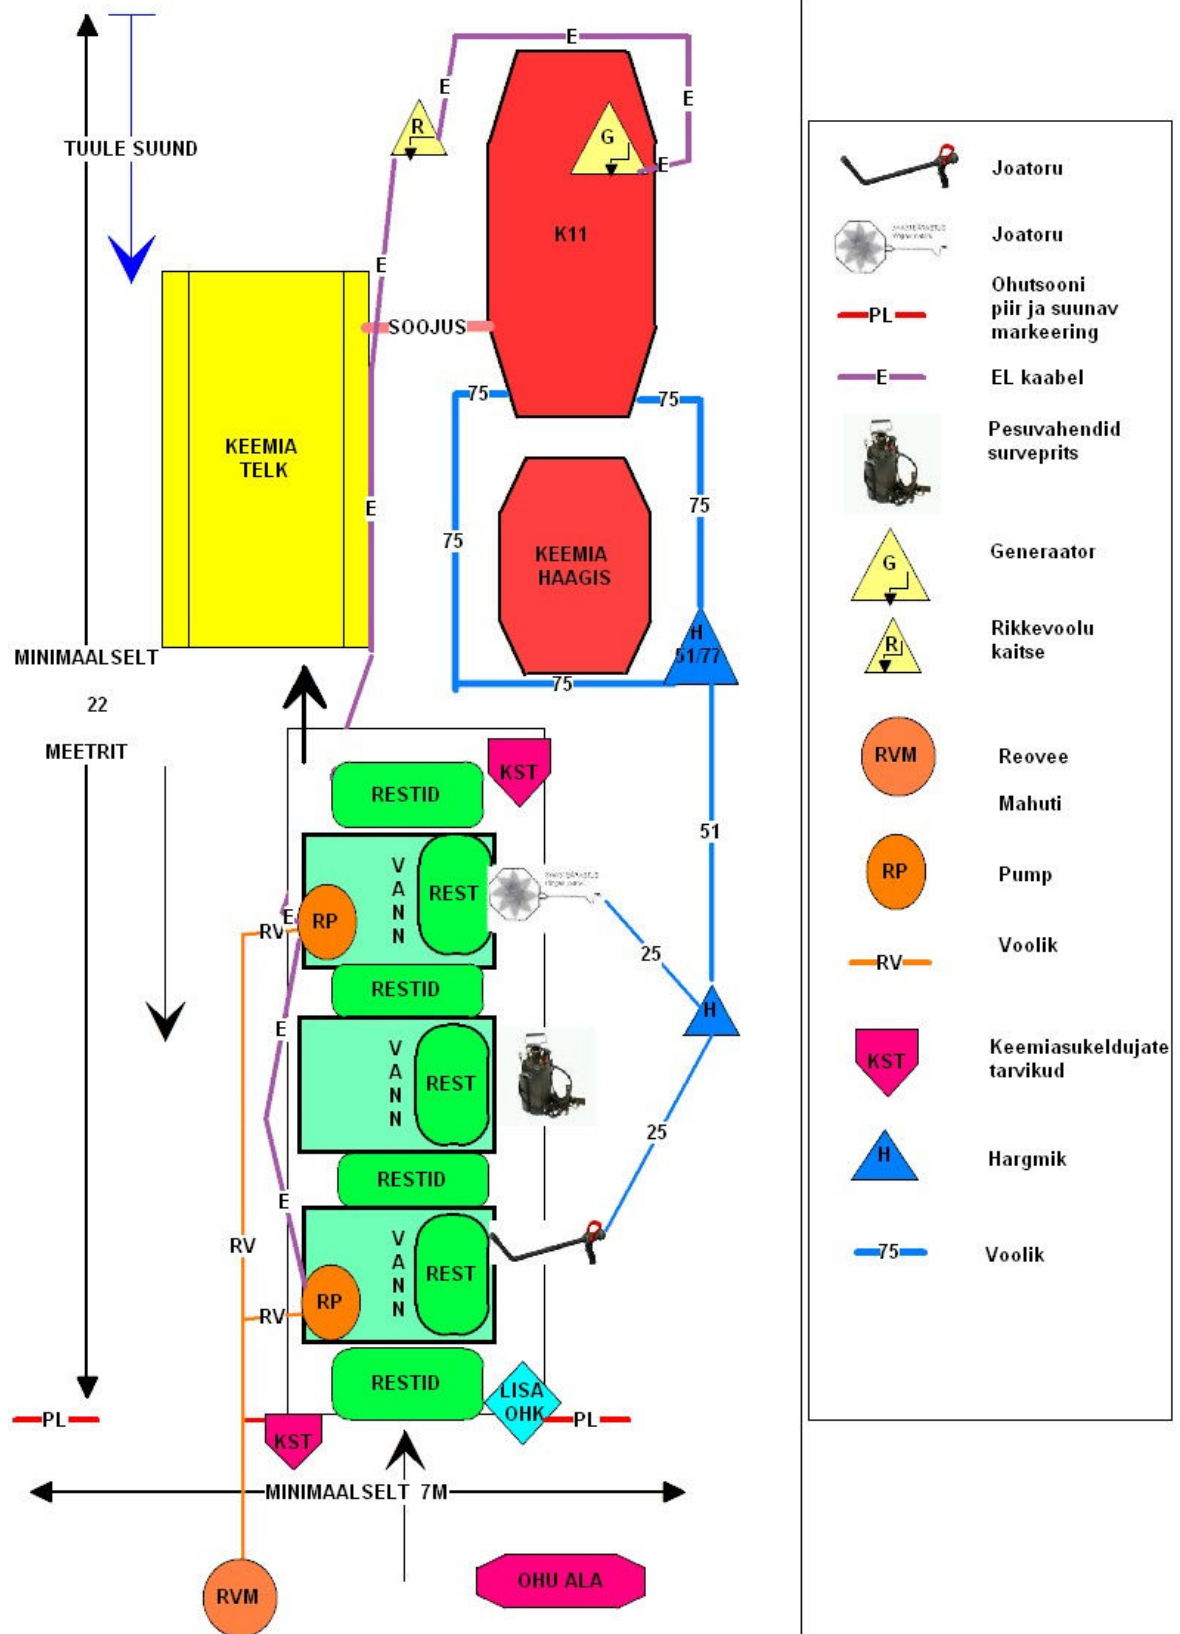 TUULE SUUND
MINIMAALSELT
22
MEETRIT
E
E
E
E
E
E
R
G
K11
SOOJUS
KEEMIA
TELK
75
75
75
75
75
KEEMIA
HAAGIS
H
51/77
51
KST
RESTID
VANN
REST
RP
E
RV
25
RESTID
H
E
VANN
REST
25
RESTID
E
VANN
REST
RV
RP
RV
RESTID
LISA
OHK
PL
PL
KST
MINIMAALSELT 7M
RVM
OHU ALA
Joatoru
Joatoru
PL
Ohutsooni
piir ja suunav
markeering
E
EL kaabel
Pesuvahendid
surveprits
G
Generaator
R
Rikkevoolu
kaitse
RVM
Reovee
Mahuti
RP
Pump
RV
Voolik
KST
Keemiasukeldujate
tarvikud
H
Hargmik
75
Voolik